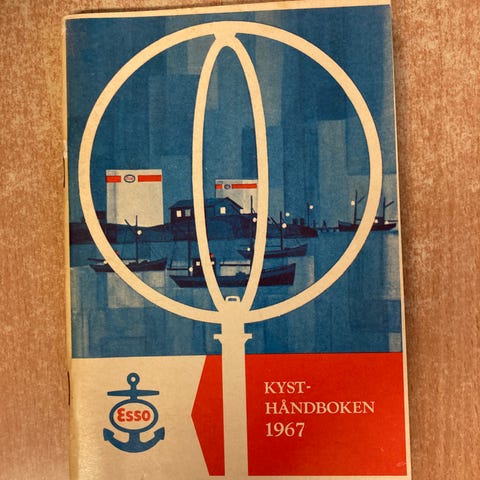 Esso
KYST-
HÅNDBOKEN
1967